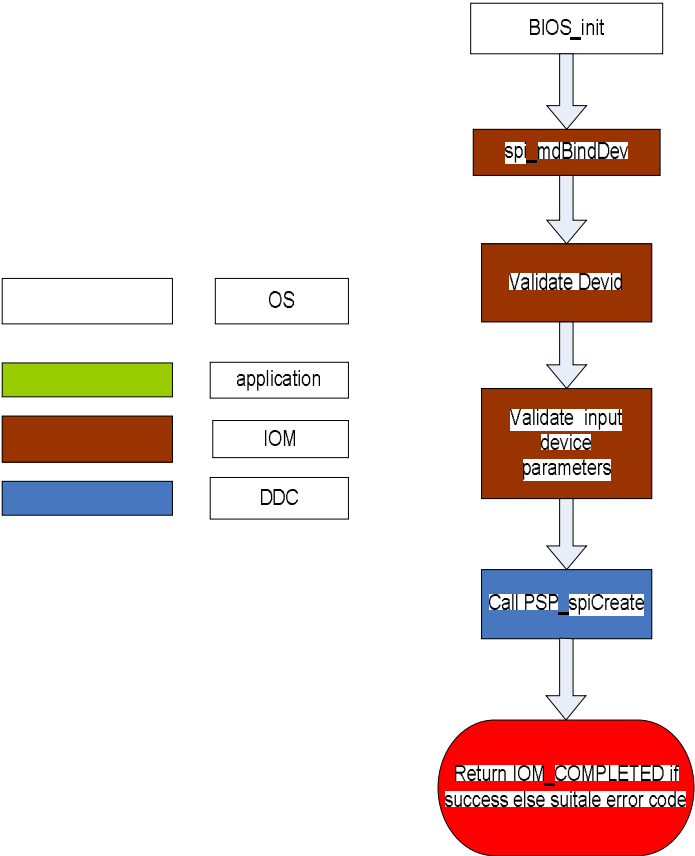 BIOS_init
spi_mdBindDev
Validate Devid
Validate input
device
parameters
Call PSP_spiCreate
Return IOM_COMPLETED if
success else suitale error code
OS
application
IOM
DDC